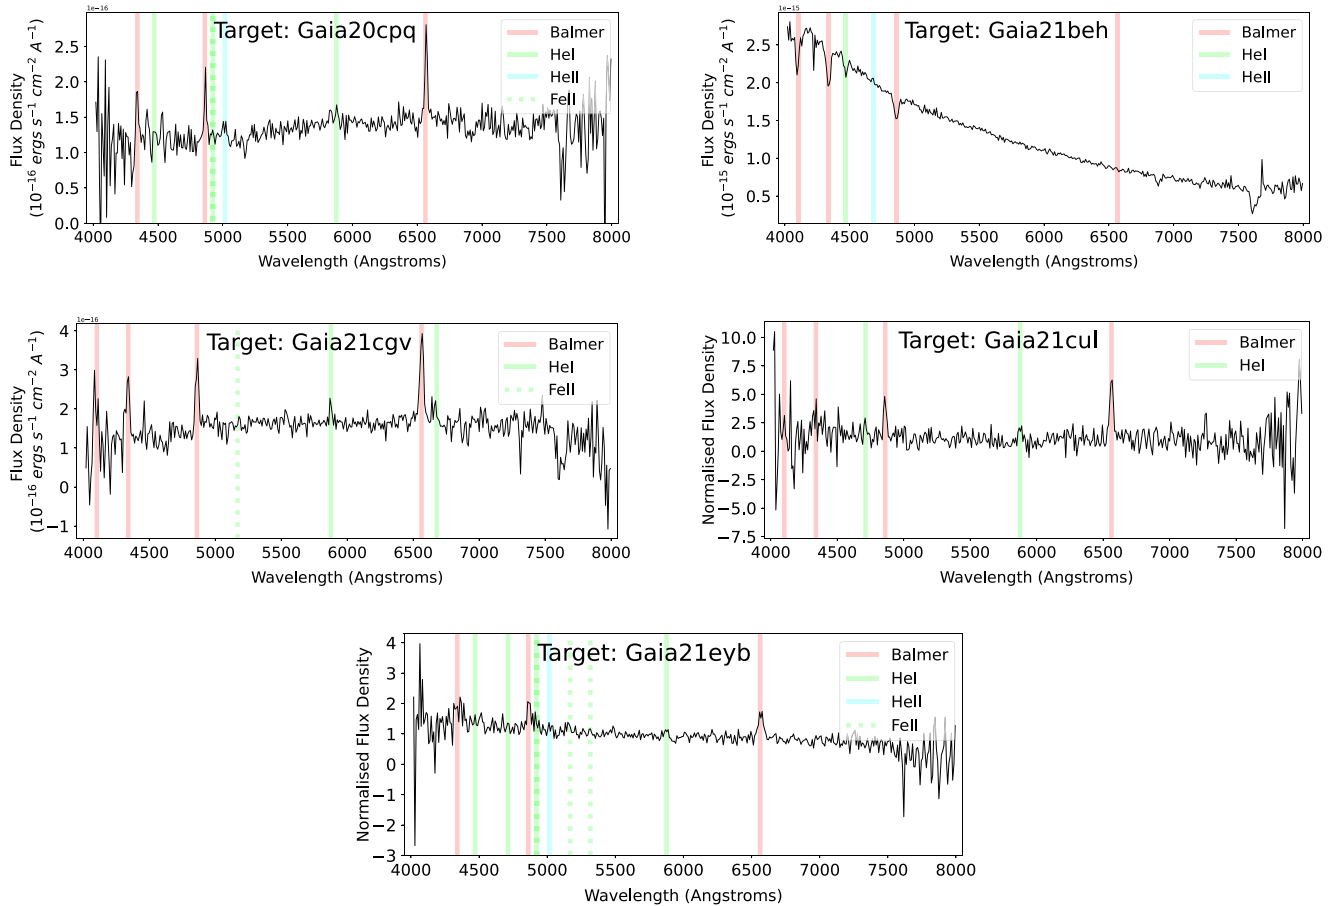 1e−16
Target: Gaia20cpq
Balmer
HeI
HeII
FeII
Flux Density
(10−16 ergs s−1 cm−2 A−1)
2.5
2.0
1.5
1.0
0.5
0.0
4000 4500 5000 5500 6000 6500 7000 7500 8000
Wavelength (Angstroms)
1e−15
Target: Gaia21beh
Balmer
HeI
HeII
Flux Density
(10−15 ergs s−1 cm−2 A−1)
2.5
2.0
1.5
1.0
0.5
4000 4500 5000 5500 6000 6500 7000 7500 8000
Wavelength (Angstroms)
1e−16
Target: Gaia21cgv
Balmer
HeI
FeII
Flux Density
(10−16 ergs s−1 cm−2 A−1)
4
3
2
1
0
−1
4000 4500 5000 5500 6000 6500 7000 7500 8000
Wavelength (Angstroms)
Target: Gaia21cul
Balmer
HeI
Normalised Flux Density
10.0
7.5
5.0
2.5
0.0
−2.5
−5.0
−7.5
4000 4500 5000 5500 6000 6500 7000 7500 8000
Wavelength (Angstroms)
Target: Gaia21eyb
Balmer
HeI
HeII
FeII
Normalised Flux Density
4
3
2
1
0
−1
−2
−3
4000 4500 5000 5500 6000 6500 7000 7500 8000
Wavelength (Angstroms)